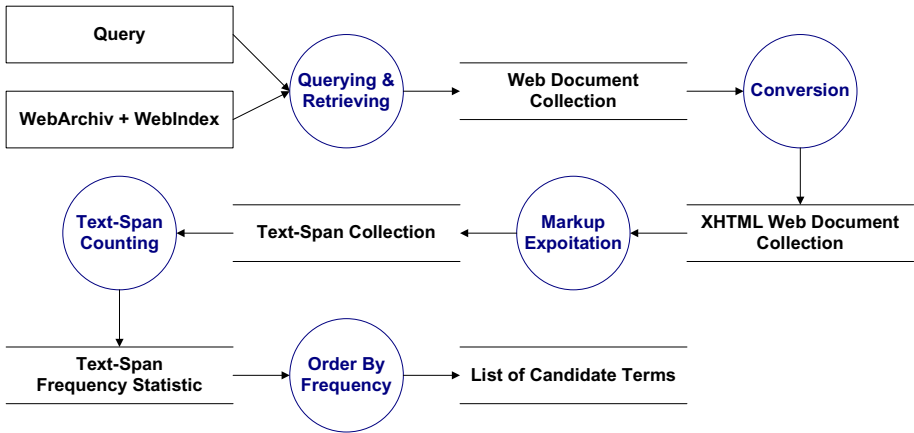 Query
WebArchiv + WebIndex
Querying &
Retrieving
Web Document
Collection
Conversion
XHTML Web Document
Collection
Markup
Expoitation
Text-Span Collection
Text-Span
Counting
Text-Span
Frequency Statistic
Order By
Frequency
List of Candidate Terms